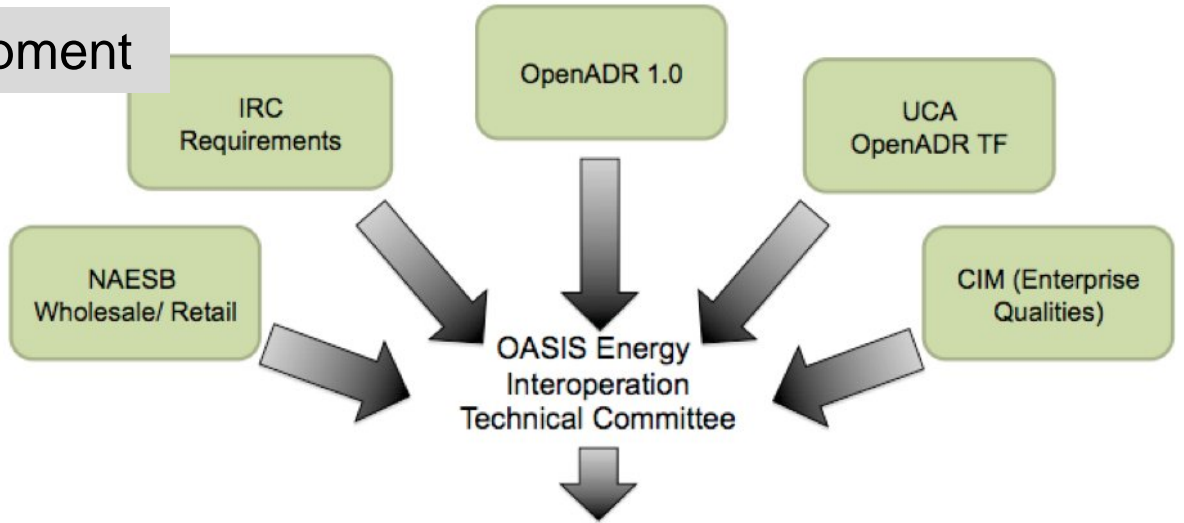 OpenADR 1.0
IRC
Requirements
UCA
OpenADR TF
NAESB
Wholesale/ Retail
CIM (Enterprise
Qualities)
OASIS Energy
Interoperation
Technical Committee